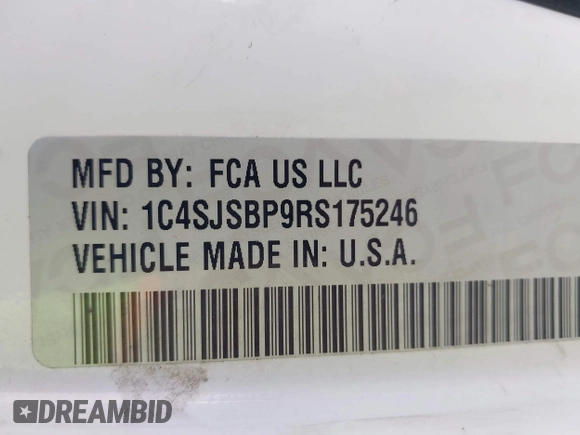 MFD BY: FCA US LLC
VIN: 1C4SJSBP9RS175246
VEHICLE MADE IN: U.S.A.
DREAMBID